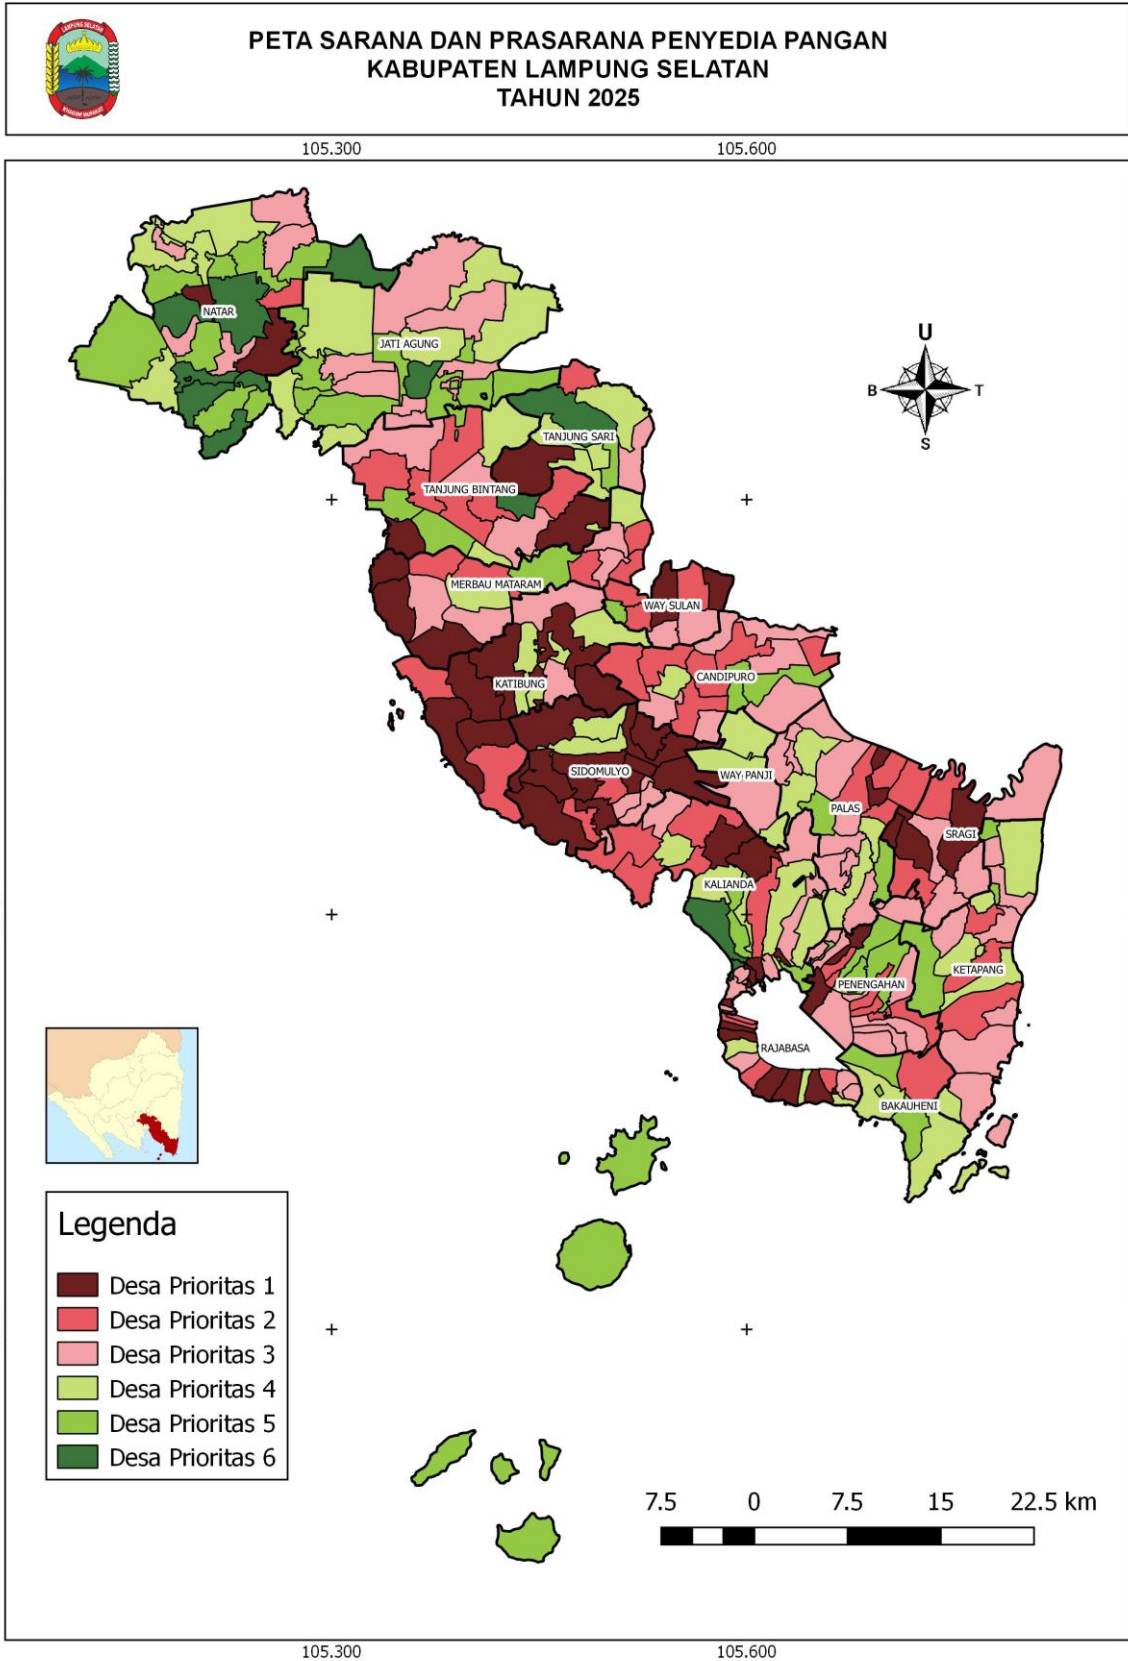 LAMPUNG SELATAN
PETA SARANA DAN PRASARANA PENYEDIA PANGAN
KABUPATEN LAMPUNG SELATAN
TAHUN 2025
105.300 105.600
NATAR
JATI AGUNG
U
B T
S
TANJUNG SARI
TANJUNG BINTANG
MERBAU MATARAM
WAY SULAN
KATIBUNG
CANDIPURO
SIDOMULYO
WAY PANJI
PALAS
SRAGI
KALIANDA
KETAPANG
PENENGAHAN
RAJABASA
BAKAUHENI
Legenda
Desa Prioritas 1
Desa Prioritas 2
Desa Prioritas 3
Desa Prioritas 4
Desa Prioritas 5
Desa Prioritas 6
7.5 0 7.5 15 22.5 km
105.300 105.600